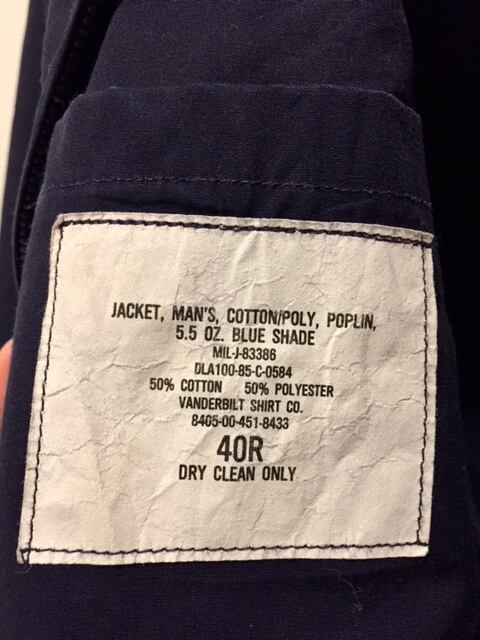 JACKET, MAN'S, COTTON/POLY, POPLIN,
5.5 OZ. BLUE SHADE
MIL-J-83386
DLA100-85-C-0584
50% COTTON 50% POLYESTER
VANDERBILT SHIRT CO.
8405-00-451-8433
40R
DRY CLEAN ONLY